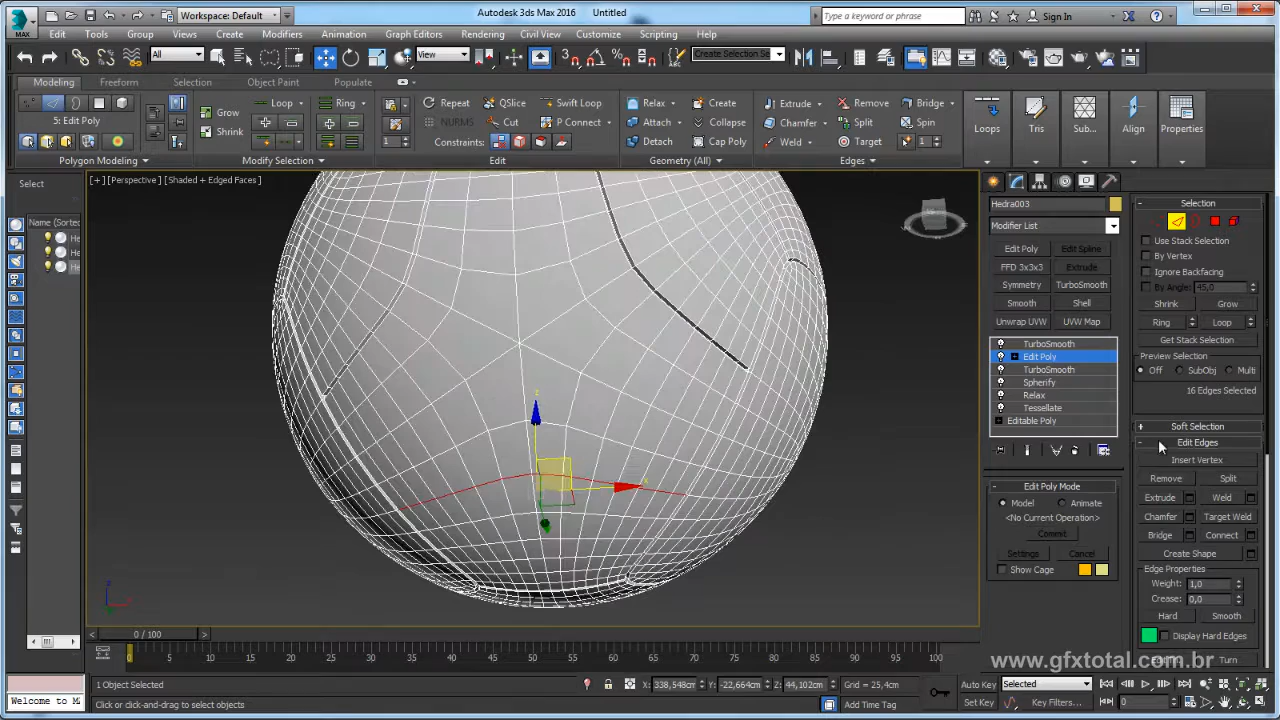 Workspace: Default
Autodesk 3ds Max 2016
Untitled
Type a keyword or phrase
Sign In
MAX
Edit
Tools
Group
Views
Create
Modifiers
Animation
Graph Editors
Rendering
Civil View
Customize
Scripting
Help
All
View
Create Selection Se
Modeling
Freeform
Selection
Object Paint
Populate
Grow
Loop
Ring
Repeat
QSlice
Swift Loop
Relax
Create
Extrude
Remove
Bridge
5: Edit Poly
Shrink
NURMS
Cut
P Connect
Attach
Collapse
Chamfer
Split
Spin
Loops
Tris
Sub...
Align
Properties
1
Constraints:
Detach
Cap Poly
Weld
Target
1
Polygon Modeling
Modify Selection
Edit
Geometry (All)
Edges
Select
[+] [Perspective] [Shaded + Edged Faces]
Name (Sorted
He
He
He
Hedra003
Modifier List
Edit Poly
Edit Spline
FFD 3x3x3
Extrude
Symmetry
TurboSmooth
Smooth
Shell
Unwrap UVW
UVW Map
TurboSmooth
Edit Poly
TurboSmooth
Spherify
Relax
Tessellate
Editable Poly
Edit Poly Mode
Model
Animate
<No Current Operation>
Commit
Settings
Cancel
Show Cage
Selection
Use Stack Selection
By Vertex
Ignore Backfacing
By Angle:
45,0
Shrink
Grow
Ring
Loop
Get Stack Selection
Preview Selection
Off
SubObj
Multi
16 Edges Selected
Soft Selection
Edit Edges
Insert Vertex
Remove
Split
Extrude
Weld
Chamfer
Target Weld
Bridge
Connect
Create Shape
Edge Properties
Weight:
1,0
Crease:
0,0
Hard
Smooth
Display Hard Edges
Turn
z
x
z
x
0 / 100
0 5 10 15 20 25 30 35 40 45 50 55 60 65 70 75 80 85 90 95 100
www.gfxtotal.com.br
1 Object Selected
X: 338,548cm
Y: -22,664cm
Z: 44,102cm
Grid = 25,4cm
Auto Key
Selected
Welcome to MA
Click or click-and-drag to select objects
Add Time Tag
Set Key
Key Filters...
0